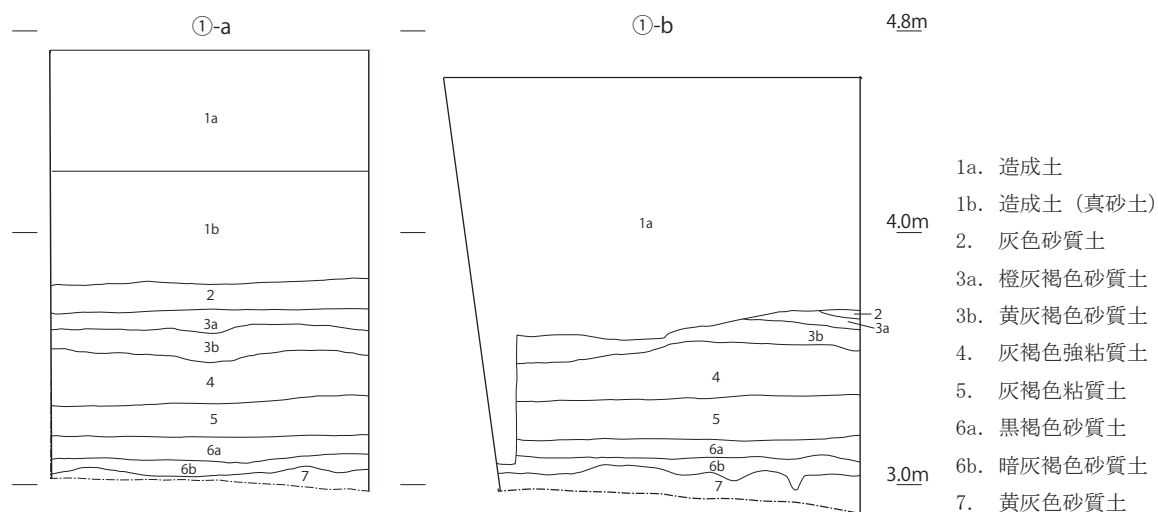 ①-a
①-b
4.8m
1a
1b
2
3a
3b
4
5
6a
6b
7
1a
4.0m
2
3a
3b
4
5
6a
6b
7
3.0m
1a. 造成土
1b. 造成土（真砂土）
2. 灰色砂質土
3a. 橙灰褐色砂質土
3b. 黄灰褐色砂質土
4. 灰褐色強粘質土
5. 灰褐色粘質土
6a. 黒褐色砂質土
6b. 暗灰褐色砂質土
7. 黄灰色砂質土